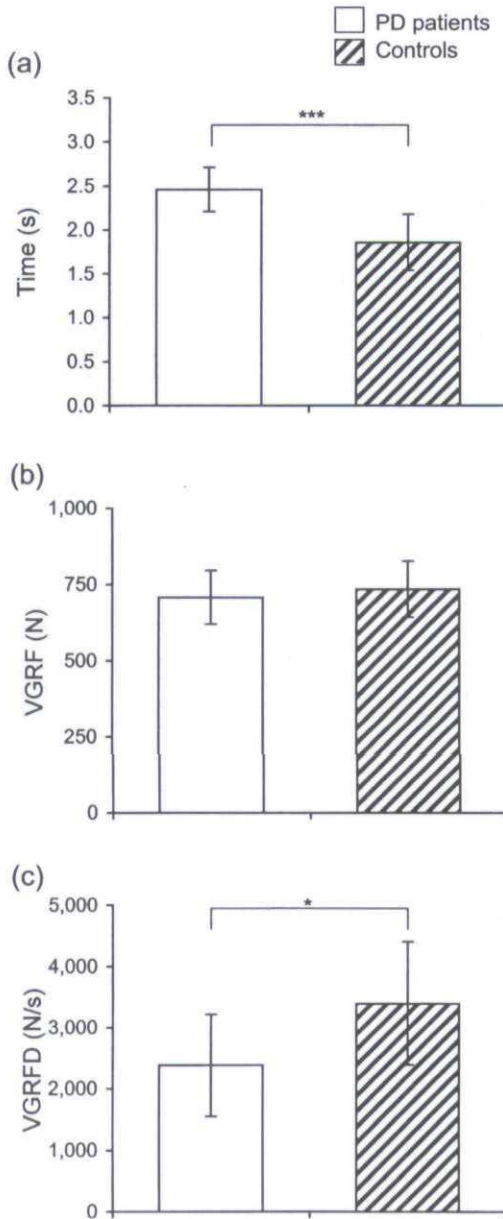 PD patients
Controls
(a)
Time (s)
3.5
3.0
2.5
2.0
1.5
1.0
0.5
0.0
***
(b)
VGRF (N)
1,000
750
500
250
0
(c)
VGRFD (N/s)
5,000
4,000
3,000
2,000
1,000
0
*